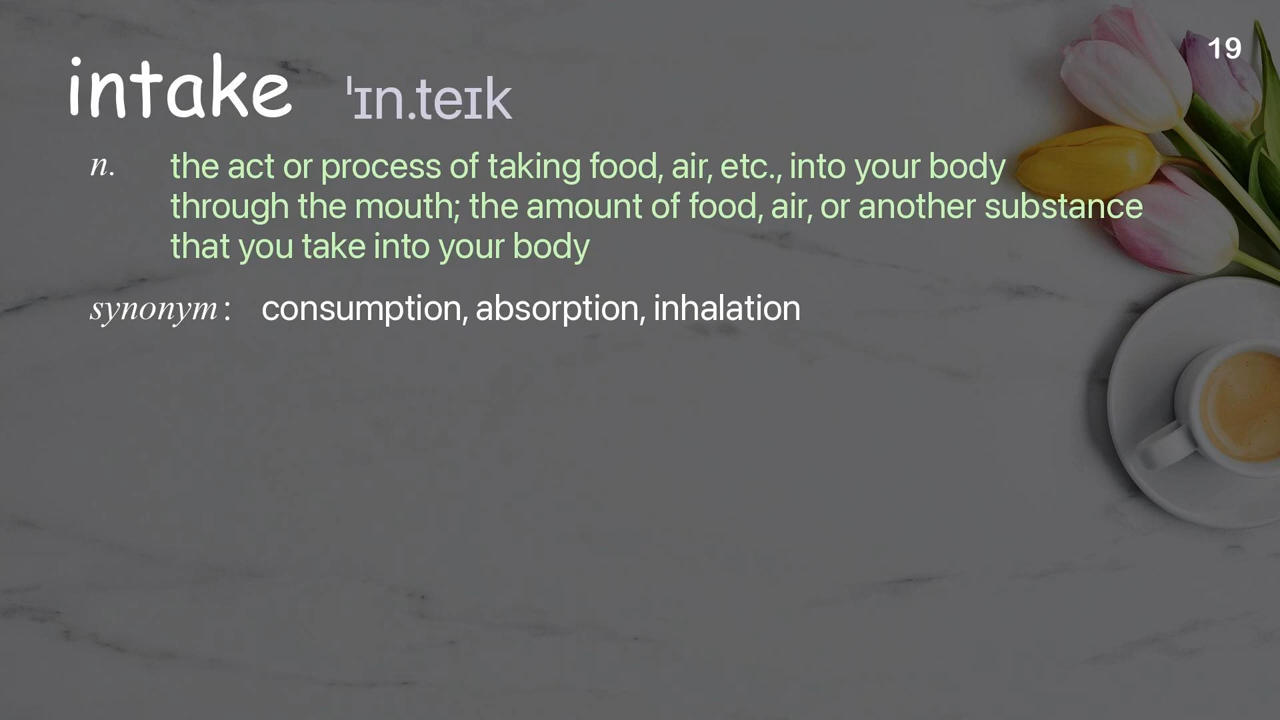 19
intake ˈɪn.teɪk
n. the act or process of taking food, air, etc., into your body
through the mouth; the amount of food, air, or another substance
that you take into your body
synonym: consumption, absorption, inhalation